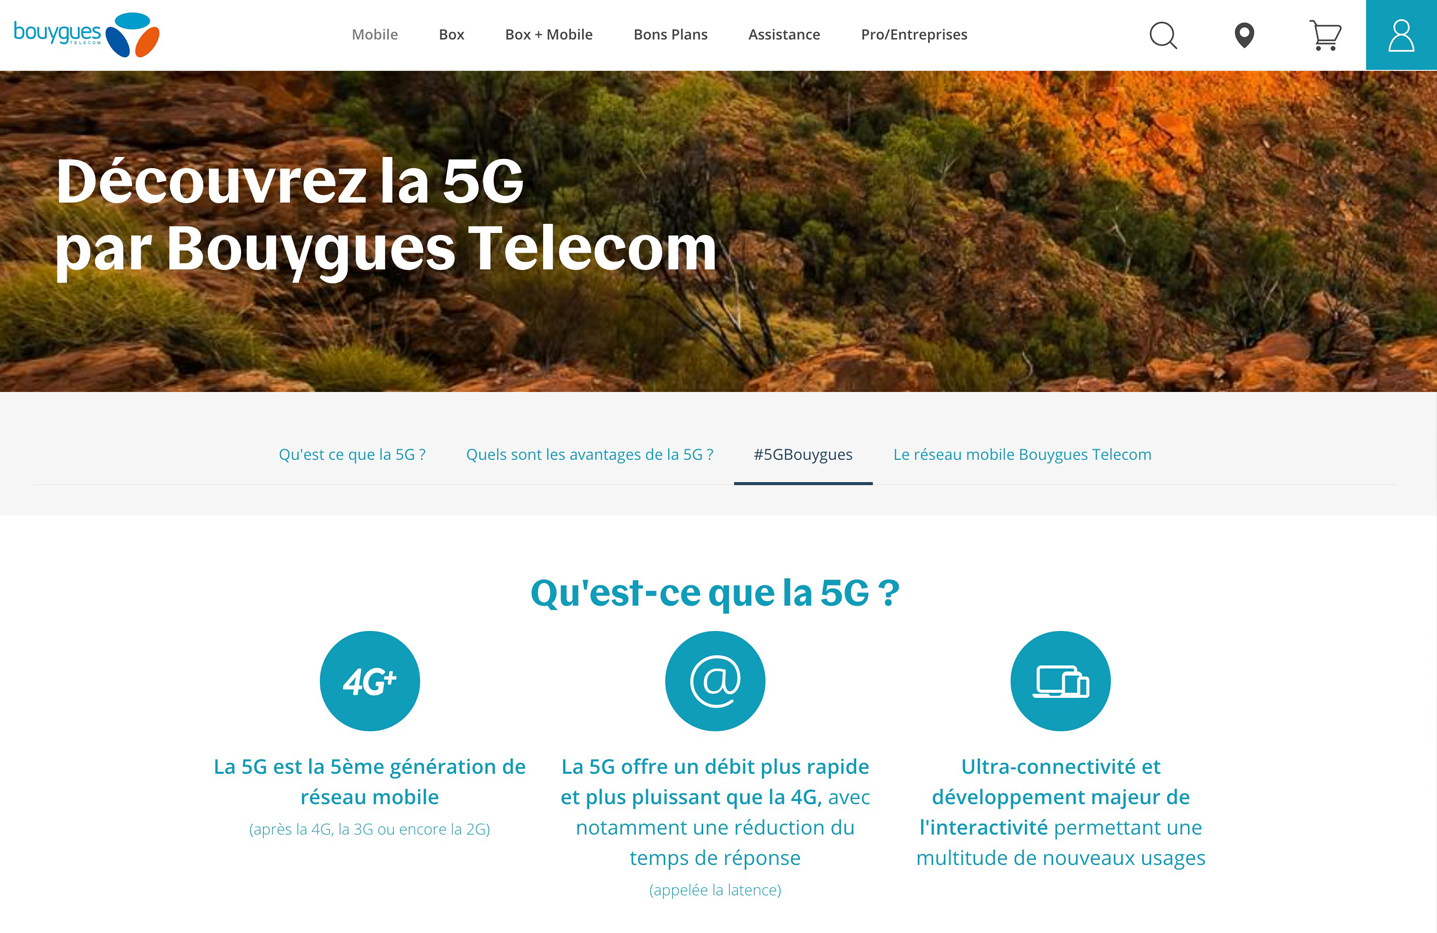 bouygues
TELECOM
Mobile
Box
Box + Mobile
Bons Plans
Assistance
Pro/Entreprises
Découvrez la 5G
par Bouygues Telecom
Qu'est ce que la 5G ?
Quels sont les avantages de la 5G ?
#5GBouygues
Le réseau mobile Bouygues Telecom
Qu'est-ce que la 5G ?
4G+
La 5G est la 5ème génération de
réseau mobile
(après la 4G, la 3G ou encore la 2G)
@
La 5G offre un débit plus rapide
et plus pluissant que la 4G, avec
notamment une réduction du
temps de réponse
(appelée la latence)
Ultra-connectivité et
développement majeur de
l'interactivité permettant une
multitude de nouveaux usages